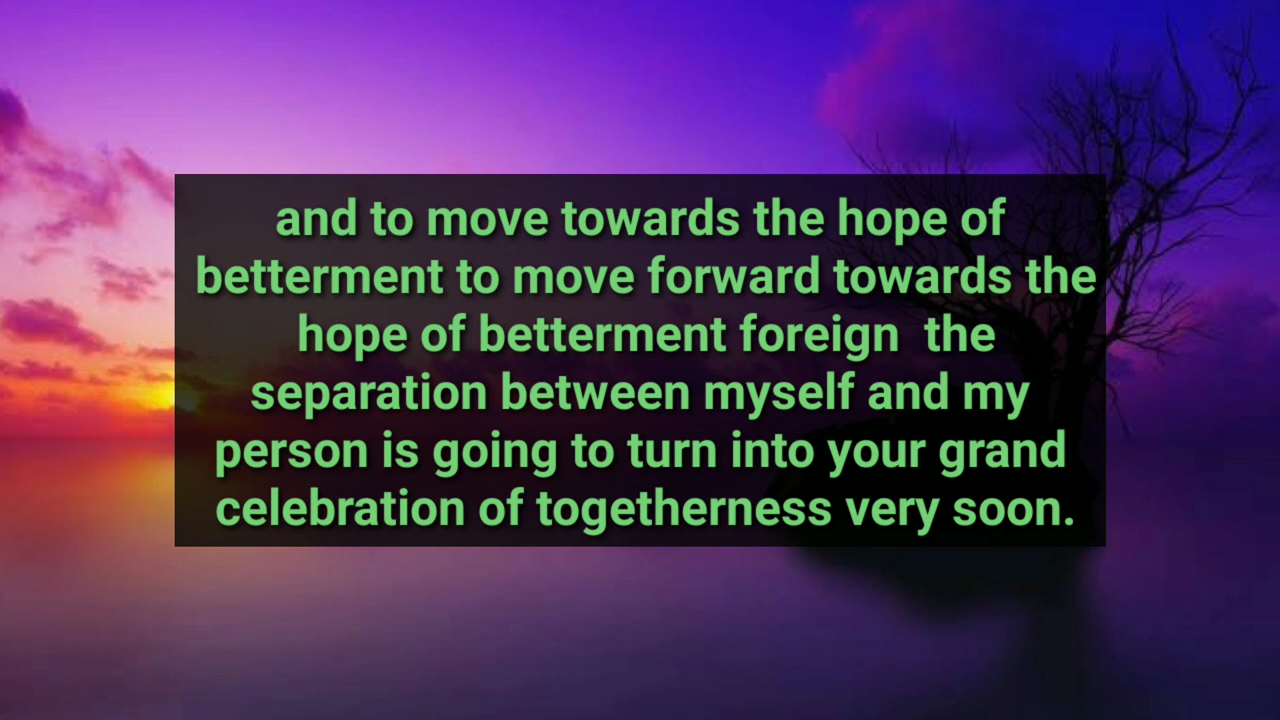 and to move towards the hope of
betterment to move forward towards the
hope of betterment foreign  the
separation between myself and my
person is going to turn into your grand
celebration of togetherness very soon.